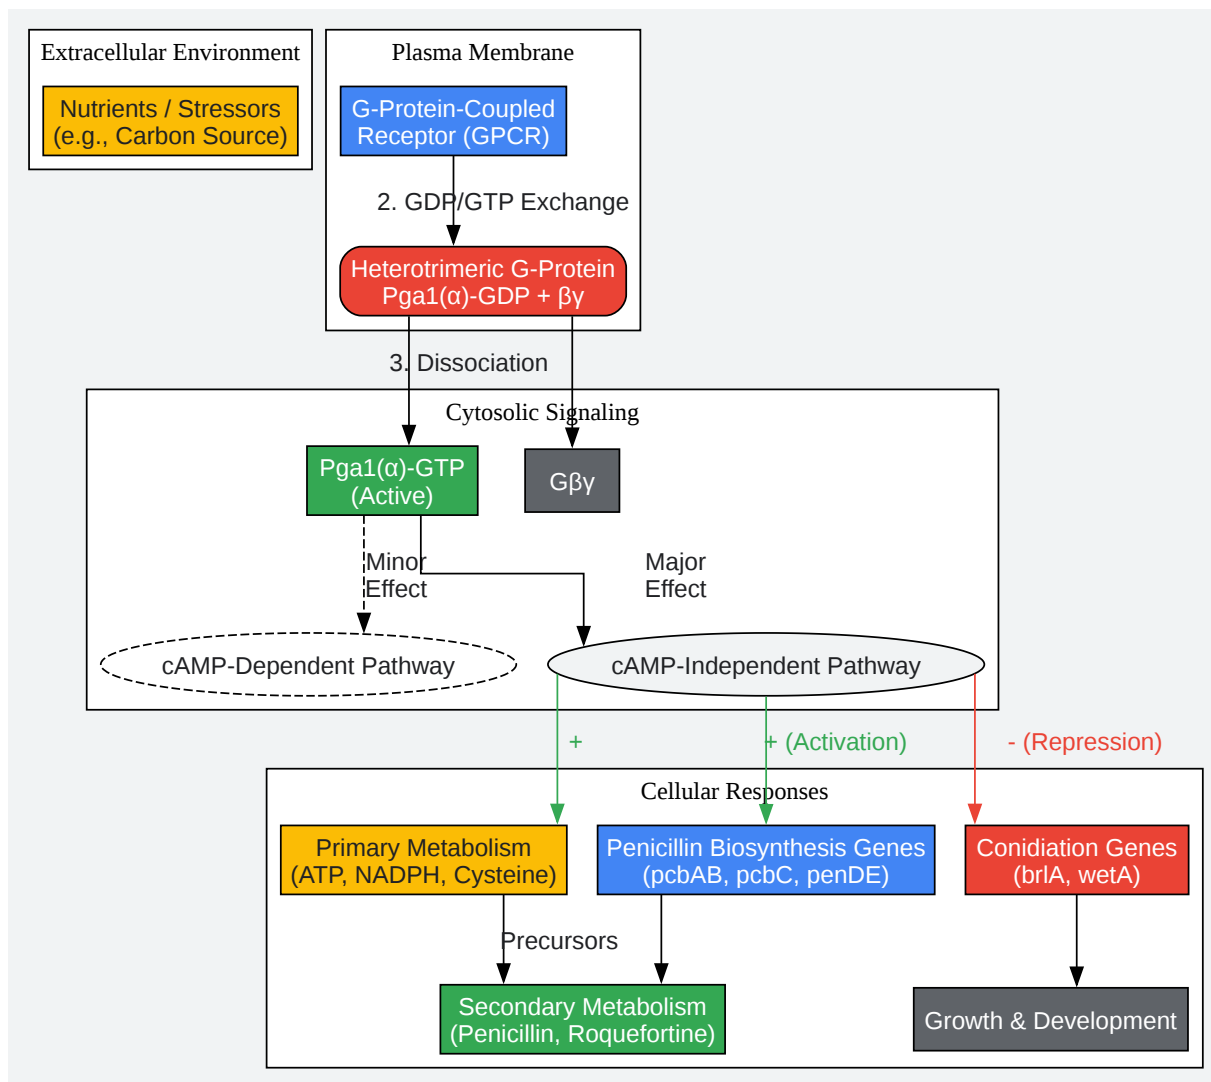 Extracellular Environment
Nutrients / Stressors
(e.g., Carbon Source)
Plasma Membrane
G-Protein-Coupled
Receptor (GPCR)
2. GDP/GTP Exchange
Heterotrimeric G-Protein
Pga1(α)-GDP + βγ
3. Dissociation
Cytosolic Signaling
Pga1(α)-GTP
(Active)
Gβγ
Minor
Effect
Major
Effect
cAMP-Dependent Pathway
cAMP-Independent Pathway
+
+ (Activation)
- (Repression)
Cellular Responses
Primary Metabolism
(ATP, NADPH, Cysteine)
Penicillin Biosynthesis Genes
(pcbAB, pcbC, penDE)
Conidiation Genes
(brlA, wetA)
Precursors
Secondary Metabolism
(Penicillin, Roquefortine)
Growth & Development